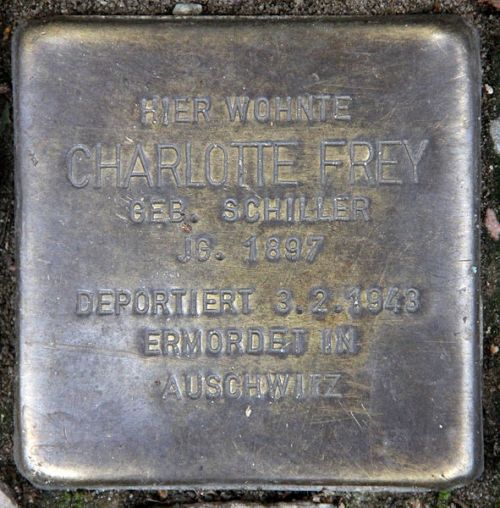 HIER WOHNTE
CHARLOTTE FREY
GEB. SCHILLER
JG. 1897
DEPORTIERT 3.2.1943
ERMORDET IN
AUSCHWITZ